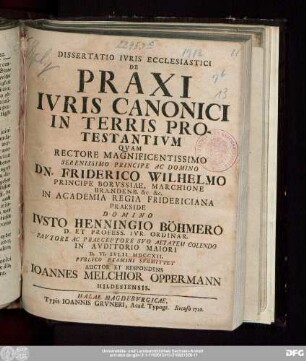 DISSERTATIO IVRIS ECCLESIASTICI
DE
PRAXI
IVRIS CANONICI
IN TERRIS PRO-
TESTANTIVM
QVAM
RECTORE MAGNIFICENTISSIMO
SERENISSIMO PRINCIPE AC DOMINO
DN. FRIDERICO WILHELMO
PRINCIPE BORVSSIAE, MARCHIONE
BRANDENB. &c. &c.
IN ACADEMIA REGIA FRIDERICIANA
PRAESIDE
DOMINO
IVSTO HENNINGIO BÖHMERO
D. ET PROFESS. IVR. ORDINAR.
FAVTORE AC PRAECEPTORE SVO AETATEM COLENDO
IN AVDITORIO MAIORI
D. IVLII, MDCCXII.
PVBLICO EXAMINI SVBMITTET
AVCTOR ET RESPONDENS
IOANNES MELCHIOR OPPERMANN
HILDESIENSIS.
HALAE MAGDEBVRGICAE,
Typis IOANNIS GRVNERI, Acad. Typogr.